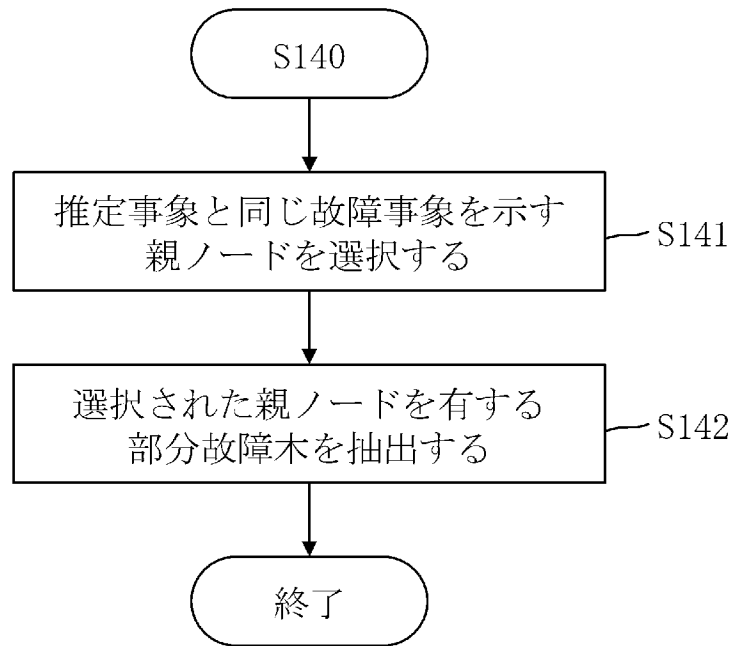 S140
推定事象と同じ故障事象を示す
親ノードを選択する
S141
選択された親ノードを有する
部分故障木を抽出する
S142
終了